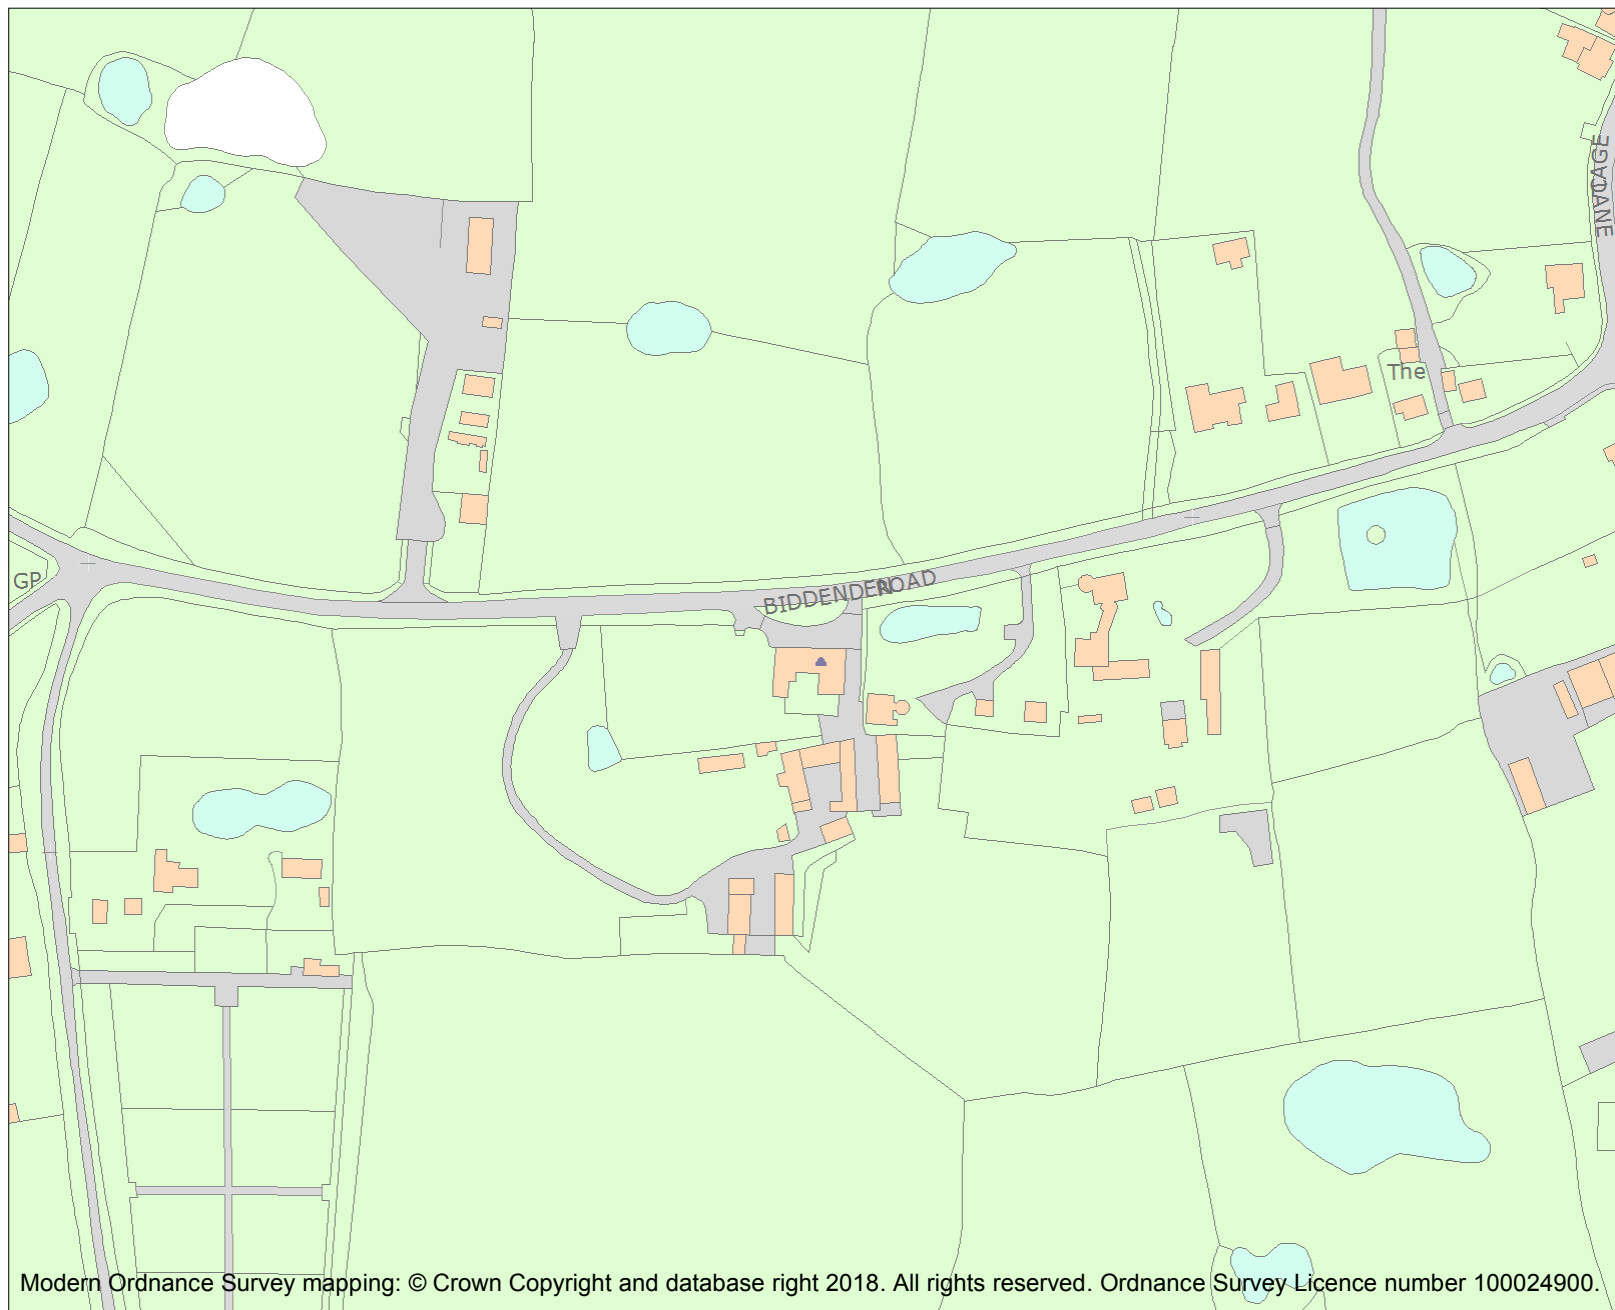 GAGE LANE
The
GP
BIDDENDEN ROAD
Modern Ordnance Survey mapping: © Crown Copyright and database right 2018. All rights reserved. Ordnance Survey Licence number 100024900.